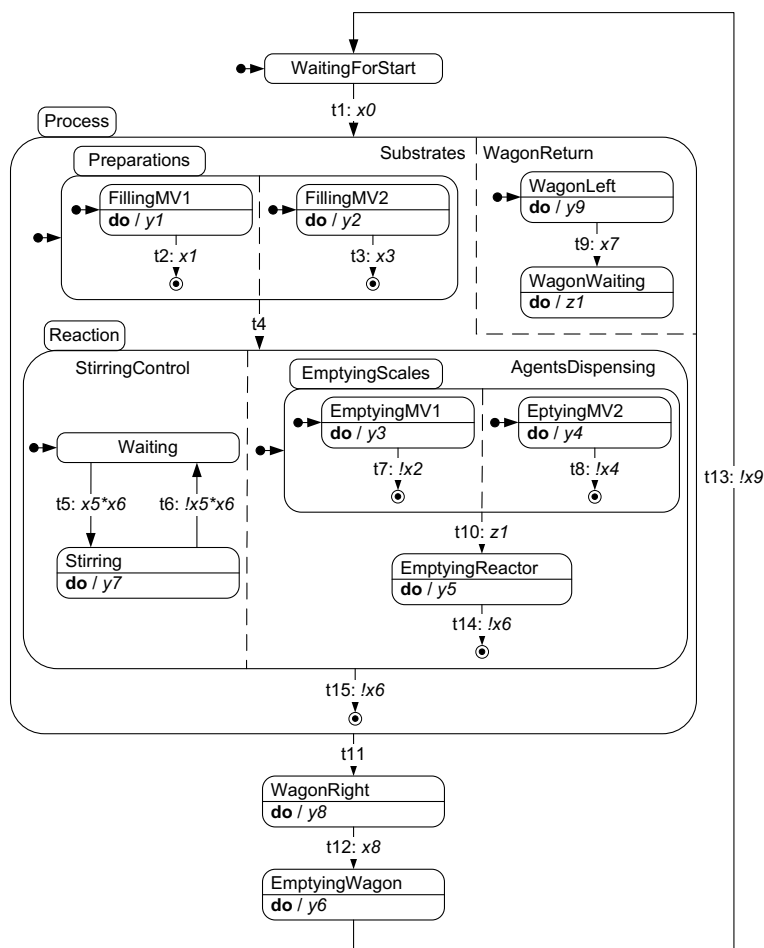 WaitingForStart
t1: x0
Process
Preparations
Substrates
WagonReturn
FillingMV1
do / y1
FillingMV2
do / y2
WagonLeft
do / y9
t2: x1
t3: x3
t9: x7
WagonWaiting
do / z1
t4
Reaction
StirringControl
EmptyingScales
AgentsDispensing
EmptyingMV1
do / y3
EptyingMV2
do / y4
Waiting
t7: !x2
t8: !x4
t13: !x9
t5: x5*x6
t6: !x5*x6
t10: z1
Stirring
do / y7
EmptyingReactor
do / y5
t14: !x6
t15: !x6
t11
WagonRight
do / y8
t12: x8
EmptyingWagon
do / y6